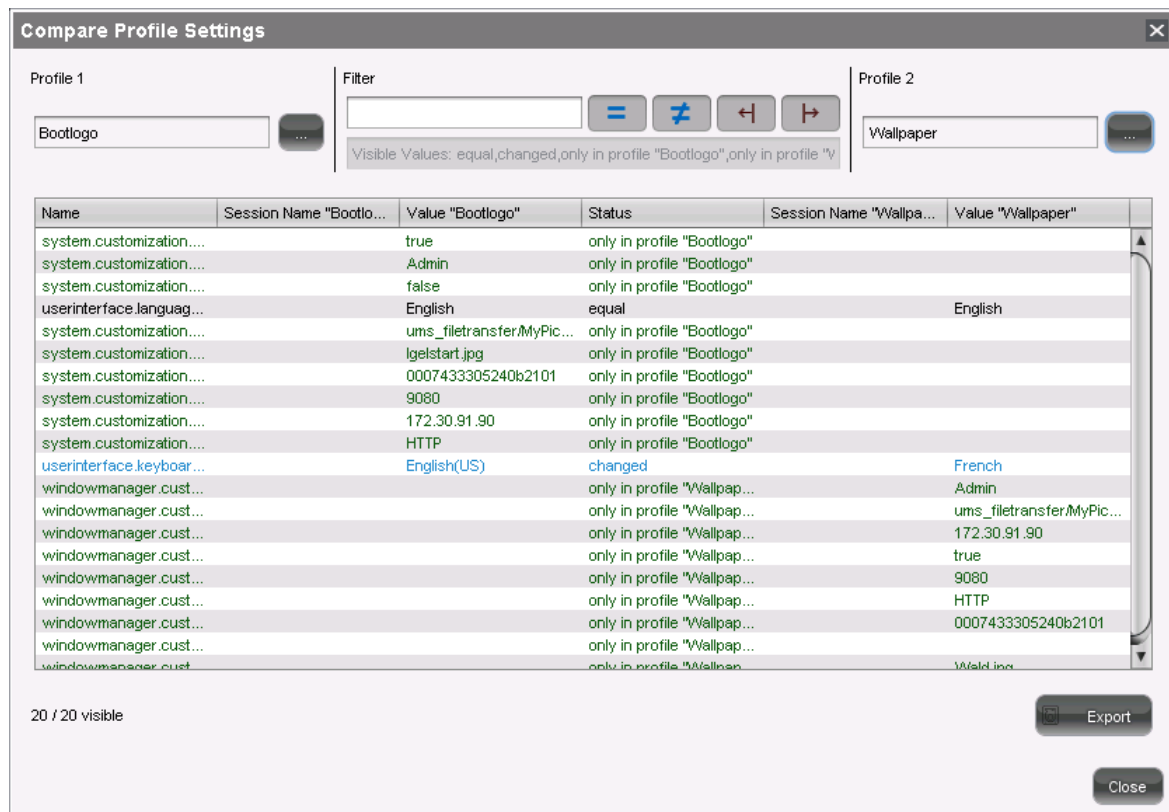 Compare Profile Settings
Profile 1 Filter Profile 2
Bootlogo ... = ≠ Wallpaper ...
Visible Values: equal,changed,only in profile "Bootlogo",only in profile "W
Name Session Name "Bootlo... Value "Bootlogo" Status Session Name "Wallpa... Value "Wallpaper"
system.customization.... true only in profile "Bootlogo"
system.customization.... Admin only in profile "Bootlogo"
system.customization.... false only in profile "Bootlogo"
userinterface.languag... English equal English
system.customization.... ums_filetransfer/MyPic... only in profile "Bootlogo"
system.customization.... Igelstart.jpg only in profile "Bootlogo"
system.customization.... 0007433305240b2101 only in profile "Bootlogo"
system.customization.... 9080 only in profile "Bootlogo"
system.customization.... 172.30.91.90 only in profile "Bootlogo"
system.customization.... HTTP only in profile "Bootlogo"
userinterface.keyboar... English(US) changed French
windowmanager.cust... only in profile "Wallpap... Admin
windowmanager.cust... only in profile "Wallpap... ums_filetransfer/MyPic...
windowmanager.cust... only in profile "Wallpap... 172.30.91.90
windowmanager.cust... only in profile "Wallpap... true
windowmanager.cust... only in profile "Wallpap... 9080
windowmanager.cust... only in profile "Wallpap... HTTP
windowmanager.cust... only in profile "Wallpap... 0007433305240b2101
windowmanager.cust... only in profile "Wallpap...
windowmanager.cust... only in profile "Wallpap... Wald.jpg
20 / 20 visible Export
Close